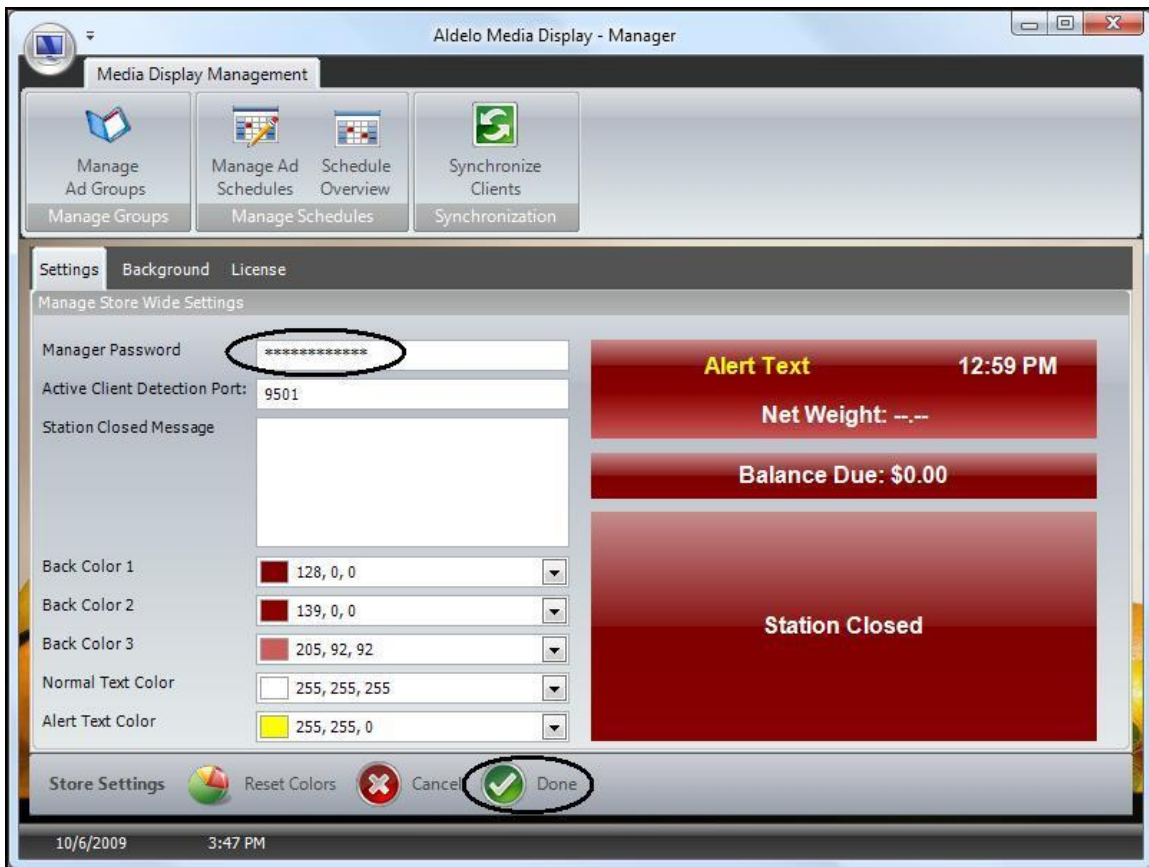 Aldelo Media Display - Manager
Media Display Management
Manage Ad Groups
Manage Ad Schedules
Schedule Overview
Synchronize Clients
Manage Groups
Manage Schedules
Synchronization
Settings Background License
Manage Store Wide Settings
Manager Password ************
Active Client Detection Port: 9501
Station Closed Message
Back Color 1 128, 0, 0
Back Color 2 139, 0, 0
Back Color 3 205, 92, 92
Normal Text Color 255, 255, 255
Alert Text Color 255, 255, 0
Alert Text 12:59 PM
Net Weight: --.--
Balance Due: $0.00
Station Closed
Store Settings Reset Colors Cancel Done
10/6/2009 3:47 PM